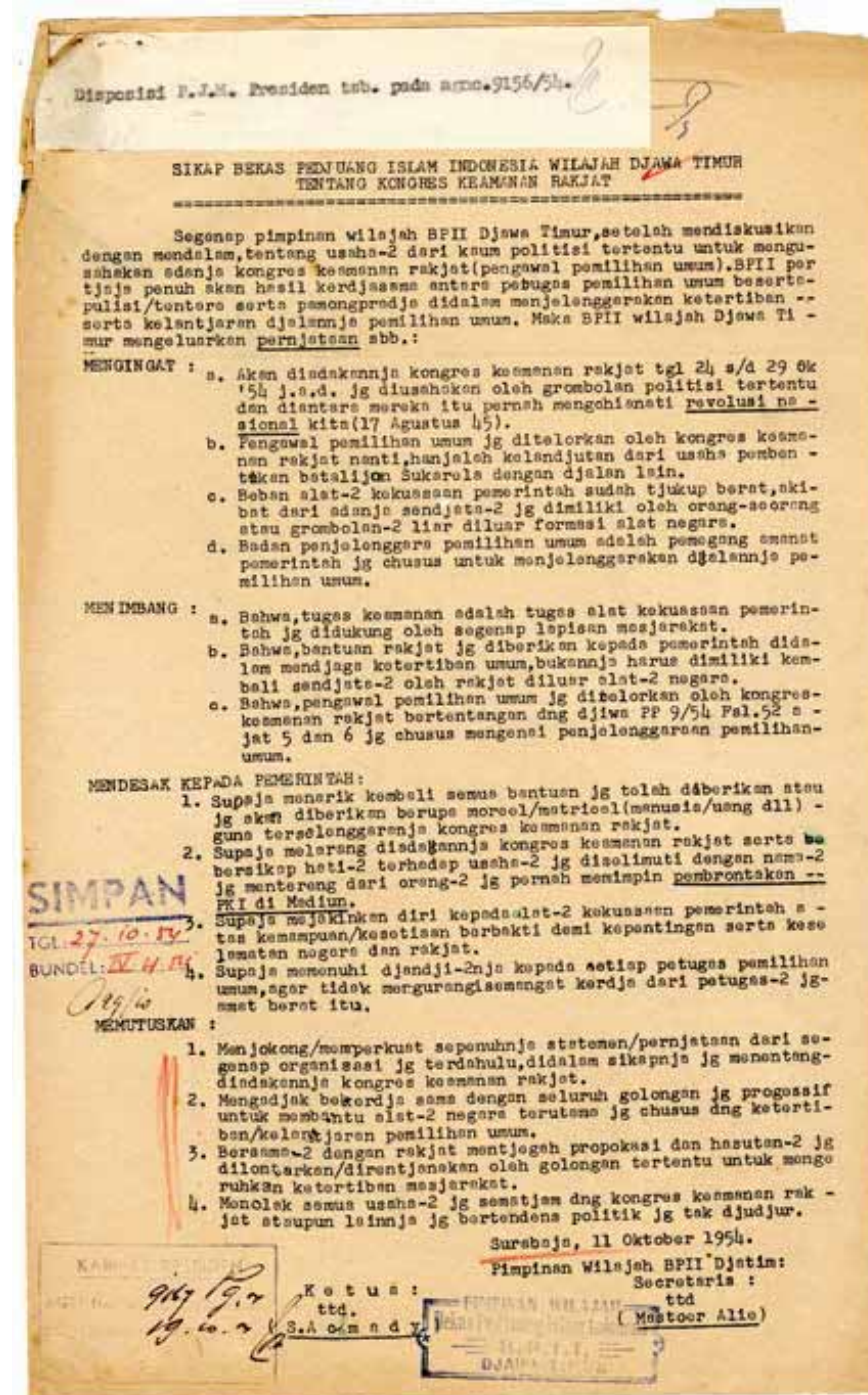 Disposisi P.J.M. Presiden tsb. pada agno.9156/54.
SIKAP BEKAS PEDJUANG ISLAM INDONESIA WILAJAH DJAWA TIMUR
TENTANG KONGRES KEAMANAN RAKJAT
Segenap pimpinan wilajah BPII Djawa Timur,setelah mendiskusikan
dengan mendalam,tentang usaha-2 dari kaum politisi tertentu untuk mengu-
sahakan adanja kongres keamanan rakjat(pengawal pemilihan umum).BPII per
tjaja penuh akan hasil kerdjasama antara petugas pemilihan umum beserta-
pulisi/tentara serta pamongpradja didalam menjelenggarakan ketertiban --
serta kelantjaran djalannja pemilihan umum. Maka BPII wilajah Djawa Ti -
mur mengeluarkan pernjataan sbb.:
MENGINGAT :
a. Akan diadakannja kongres keamanan rakjat tgl 24 s/d 29 Ok
'54 j.a.d. jg diusahakan oleh grombolan politisi tertentu
dan diantara mereka itu pernah mengchianati revolusi na -
sional kita(17 Agustus 45).
b. Pengawal pemilihan umum jg ditelorkan oleh kongres keama-
nan rakjat nanti,hanjalah kelandjutan dari usaha pemben -
tukan batalijon Sukarela dengan djalan lain.
c. Beban alat-2 kekuasaan pemerintah sudah tjukup berat,aki-
bat dari adanja sendjata-2 jg dimiliki oleh orang-seorang
atau grombolan-2 liar diluar formasi alat negara.
d. Badan penjelenggara pemilihan umum adalah pemegang amanat
pemerintah jg chusus untuk menjelenggarakan djalannja pe-
milihan umum.
MENIMBANG :
a. Bahwa,tugas keamanan adalah tugas alat kekuasaan pemerin-
tah jg didukung oleh segenap lapisan masjarakat.
b. Bahwa,bantuan rakjat jg diberikan kepada pemerintah dida-
lam mendjaga ketertiban umum,bukannja harus dimiliki kem-
bali sendjata-2 oleh rakjat diluar alat-2 negara.
c. Bahwa,pengawal pemilihan umum jg ditelorkan oleh kongres-
keamanan rakjat bertentangan dng djiwa PP 9/54 Psl.52 a -
jat 5 dan 6 jg chusus mengenai penjelenggaraan pemilihan-
umum.
MENDESAK KEPADA PEMERINTAH:
1. Supaja menarik kembali semua bantuan jg telah diberikan atau
jg akan diberikan berupa moreel/matrieel(manusia/uang dll) -
guna terselenggaranja kongres keamanan rakjat.
2. Supaja melarang diadakannja kongres keamanan rakjat serta be
bersikap hati-2 terhadap usaha-2 jg diselimuti dengan nama-2
jg mentereng dari orang-2 jg pernah memimpin pembrontakan --
PKI di Madiun.
3. Supaja majakinkan diri kepadaalat-2 kekuasaan pemerintah a -
tas kemampuan/kesetiaan berbakti demi kepentingan serta kese
lamatan negara dan rakjat.
4. Supaja memenuhi djandji-2nja kepada setiap petugas pemilihan
umum,agar tidak mengurangisemangat kerdja dari petugas-2 jg-
amat berat itu.
SIMPAN
TGL: 27.10.54
BUNDEL:
MEMUTUSKAN :
1. Menjokong/memperkuat sepenuhnja statemen/pernjataan dari se-
genap organisasi jg terdahulu,didalam sikapnja jg menentang-
diadakannja kongres keamanan rakjat.
2. Mengadjak bekerdja sama dengan seluruh golongan jg progessif
untuk membantu alat-2 negara terutama jg chusus dng keterti-
ban/kelantjaran pemilihan umum.
3. Bersama-2 dengan rakjat mentjegah propokasi dan hasutan-2 jg
dilontarkan/direntjanakan oleh golongan tertentu untuk menge
ruhkan ketertiban masjarakat.
4. Menolak semua usaha-2 jg sematjam dng kongres keamanan rak -
jat ataupun lainnja jg bertendens politik jg tak djudjur.
Surabaja, 11 Oktober 1954.
Pimpinan Wilajah BPII Djatim:
Ketua :
ttd.
Secretaris :
ttd
( Mastoer Alie)
PIMPINAN WILAJAH
B.P.I.I.
DJAWA TIMUR